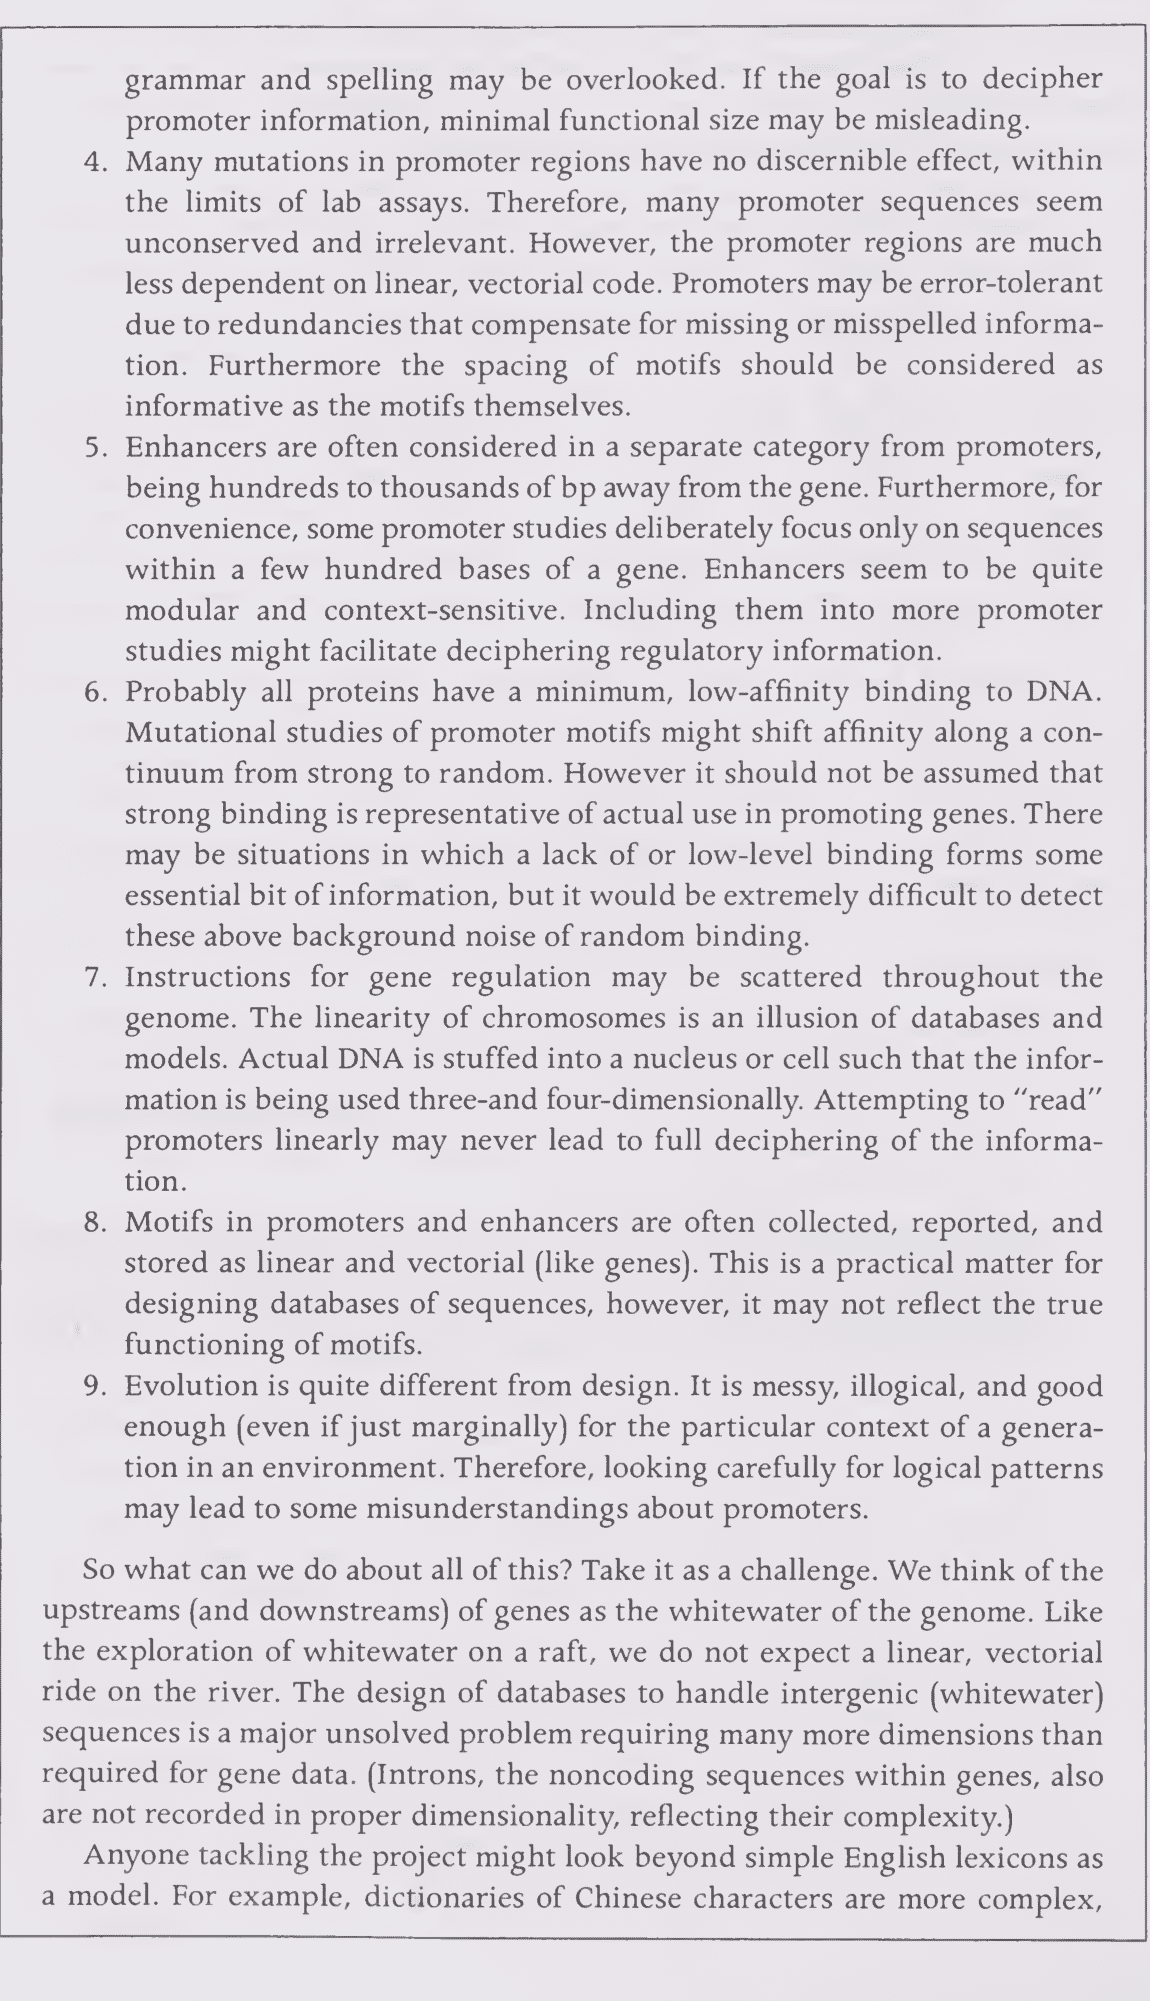 grammar and spelling may be overlooked. If the goal is to decipher
promoter information, minimal functional size may be misleading.
4. Many mutations in promoter regions have no discernible effect, within
the limits of lab assays. Therefore, many promoter sequences seem
unconserved and irrelevant. However, the promoter regions are much
less dependent on linear, vectorial code. Promoters may be error-tolerant
due to redundancies that compensate for missing or misspelled informa-
tion. Furthermore the spacing of motifs should be considered as
informative as the motifs themselves.
5. Enhancers are often considered in a separate category from promoters,
being hundreds to thousands of bp away from the gene. Furthermore, for
convenience, some promoter studies deliberately focus only on sequences
within a few hundred bases of a gene. Enhancers seem to be quite
modular and context-sensitive. Including them into more promoter
studies might facilitate deciphering regulatory information.
6. Probably all proteins have a minimum, low-affinity binding to DNA.
Mutational studies of promoter motifs might shift affinity along a con-
tinuum from strong to random. However it should not be assumed that
strong binding is representative of actual use in promoting genes. There
may be situations in which a lack of or low-level binding forms some
essential bit of information, but it would be extremely difficult to detect
these above background noise of random binding.
7. Instructions for gene regulation may be scattered throughout the
genome. The linearity of chromosomes is an illusion of databases and
models. Actual DNA is stuffed into a nucleus or cell such that the infor-
mation is being used three-and four-dimensionally. Attempting to “read”
promoters linearly may never lead to full deciphering of the informa-
tion.
8. Motifs in promoters and enhancers are often collected, reported, and
stored as linear and vectorial (like genes). This is a practical matter for
designing databases of sequences, however, it may not reflect the true
functioning of motifs.
9. Evolution is quite different from design. It is messy, illogical, and good
enough (even if just marginally) for the particular context of a genera-
tion in an environment. Therefore, looking carefully for logical patterns
may lead to some misunderstandings about promoters.
So what can we do about all of this? Take it as a challenge. We think of the
upstreams (and downstreams) of genes as the whitewater of the genome. Like
the exploration of whitewater on a raft, we do not expect a linear, vectorial
ride on the river. The design of databases to handle intergenic (whitewater)
sequences is a major unsolved problem requiring many more dimensions than
required for gene data. (Introns, the noncoding sequences within genes, also
are not recorded in proper dimensionality, reflecting their complexity.)
Anyone tackling the project might look beyond simple English lexicons as
a model. For example, dictionaries of Chinese characters are more complex,